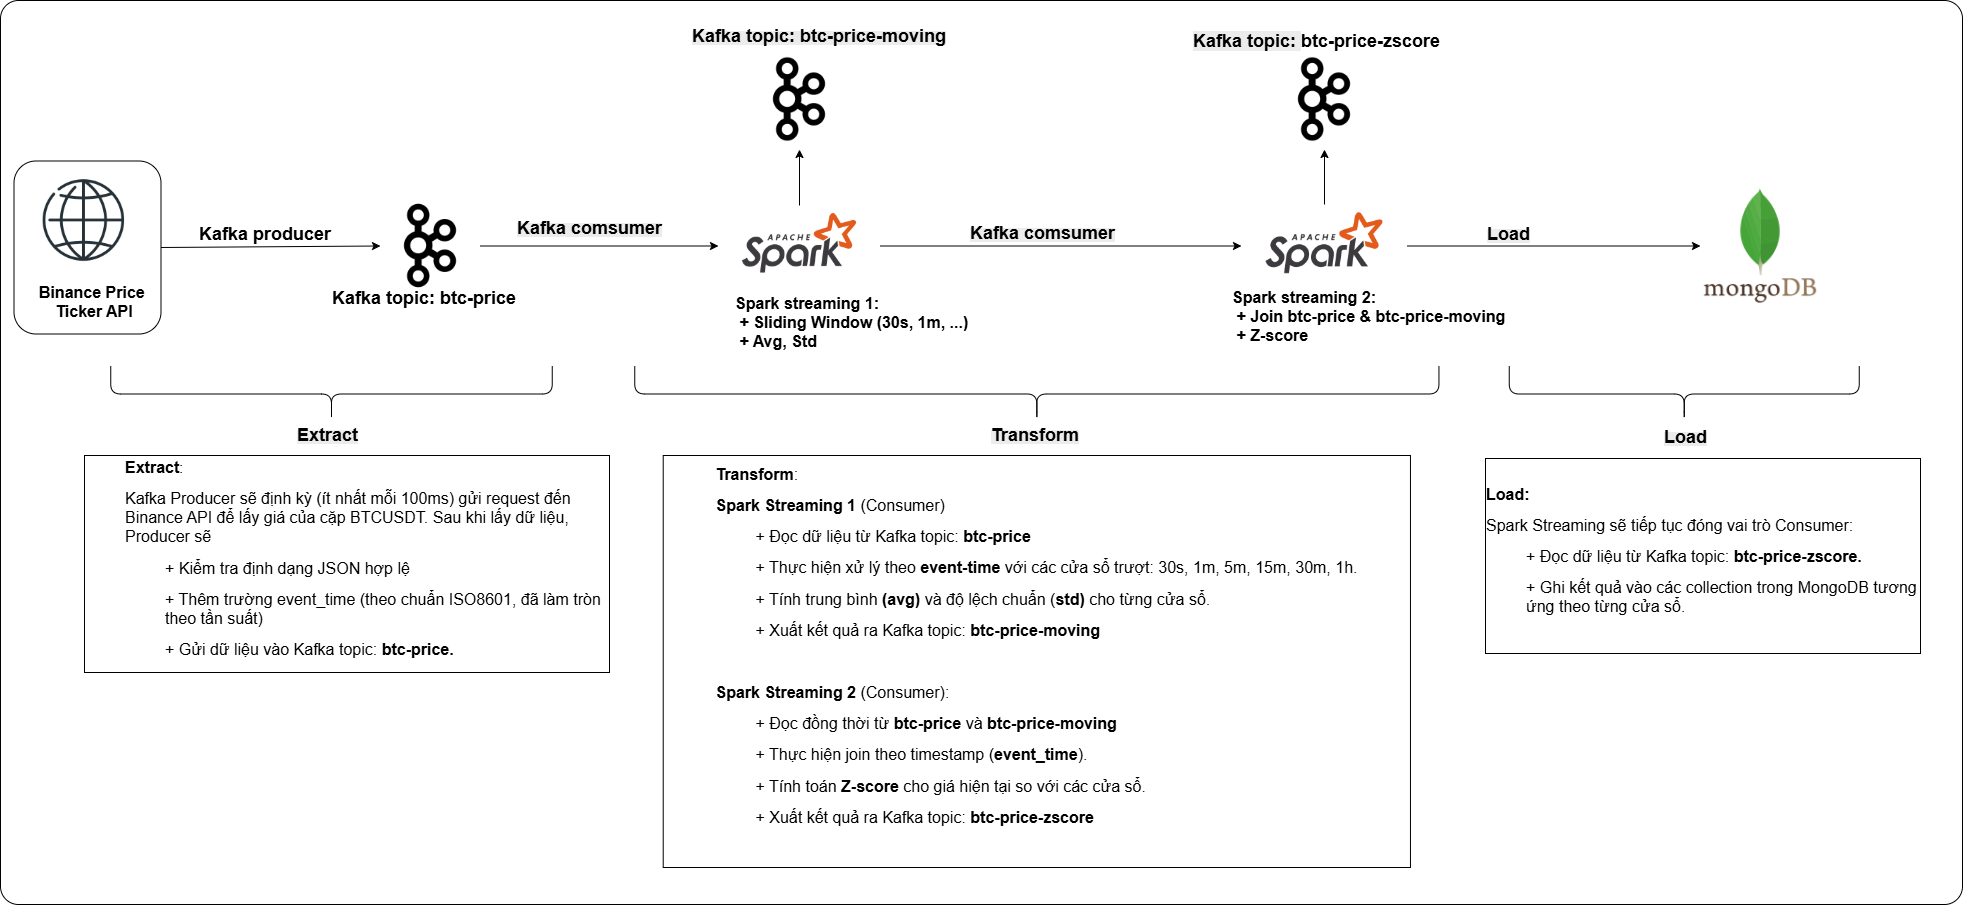 Kafka topic: btc-price-moving
Kafka topic: btc-price-zscore
Binance Price
Ticker API
Kafka producer
Kafka topic: btc-price
Kafka comsumer
APACHE
Spark
Spark streaming 1:
+ Sliding Window (30s, 1m, ...)
+ Avg, Std
Kafka comsumer
APACHE
Spark
Spark streaming 2:
+ Join btc-price & btc-price-moving
+ Z-score
Load
mongoDB
Extract
Transform
Load
Extract:
Kafka Producer sẽ định kỳ (ít nhất mỗi 100ms) gửi request đến
Binance API để lấy giá của cặp BTCUSDT. Sau khi lấy dữ liệu,
Producer sẽ
+ Kiểm tra định dạng JSON hợp lệ
+ Thêm trường event_time (theo chuẩn ISO8601, đã làm tròn
theo tần suất)
+ Gửi dữ liệu vào Kafka topic: btc-price.
Transform:
Spark Streaming 1 (Consumer)
+ Đọc dữ liệu từ Kafka topic: btc-price
+ Thực hiện xử lý theo event-time với các cửa sổ trượt: 30s, 1m, 5m, 15m, 30m, 1h.
+ Tính trung bình (avg) và độ lệch chuẩn (std) cho từng cửa sổ.
+ Xuất kết quả ra Kafka topic: btc-price-moving
Spark Streaming 2 (Consumer):
+ Đọc đồng thời từ btc-price và btc-price-moving
+ Thực hiện join theo timestamp (event_time).
+ Tính toán Z-score cho giá hiện tại so với các cửa sổ.
+ Xuất kết quả ra Kafka topic: btc-price-zscore
Load:
Spark Streaming sẽ tiếp tục đóng vai trò Consumer:
+ Đọc dữ liệu từ Kafka topic: btc-price-zscore.
+ Ghi kết quả vào các collection trong MongoDB tương
ứng theo từng cửa sổ.